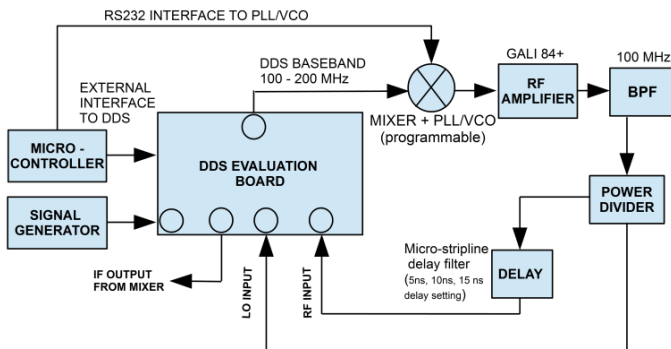 RS232 INTERFACE TO PLL/VCO
DDS BASEBAND
100 - 200 MHz
GALI 84+
100 MHz
EXTERNAL
INTERFACE
TO DDS
RF
AMPLIFIER
BPF
MIXER + PLL/VCO
(programmable)
MICRO -
CONTROLLER
DDS EVALUATION
BOARD
SIGNAL
GENERATOR
POWER
DIVIDER
IF OUTPUT
FROM MIXER
LO INPUT
RF INPUT
Micro-stripline
delay filter
(5ns, 10ns, 15 ns
delay setting)
DELAY